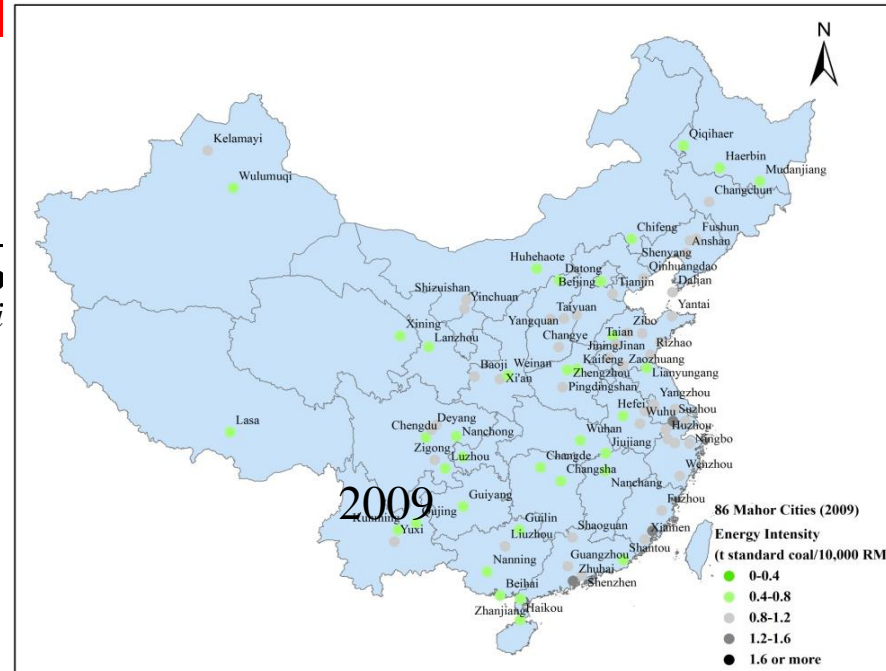 N
Qiqihaer
Haerbin
Mudanjiang
Changchun
Kelamayi
Wulumuqi
Chifeng
Fushun
Shenyang
Anshan
Huhehaote
Datong
Qinhuangdao
Beijing
Tianjin
Dalian
Shizuishan
Yinchuan
Yantai
Taiyuan
Yangquan
Zibo
Xining
Taian
Lanzhou
Changye
Jining
Jinan
Rizhao
Baoji
Weinan
Kaifeng
Zaozhuang
Xi'an
Zhengzhou
Lianyungang
Pingdingshan
Yangzhou
Hefei
Wuhu
Suzhou
Lasa
Deyang
Chengdu
Nanchong
Wuhan
Huzhou
Jiujiang
Ningbo
Zigong
Luzhou
Changde
Changsha
Wenzhou
Nanchang
2009
Guiyang
Fuzhou
Kunming
Qujing
Yuxi
Guilin
Liuzhou
Shaoguan
Xiamen
Shantou
Nanning
Guangzhou
Zhuhai
Shenzhen
Beihai
Zhanjiang
Haikou
86 Mahor Cities (2009)
Energy Intensity
(t standard coal/10,000 RM
0-0.4
0.4-0.8
0.8-1.2
1.2-1.6
1.6 or more